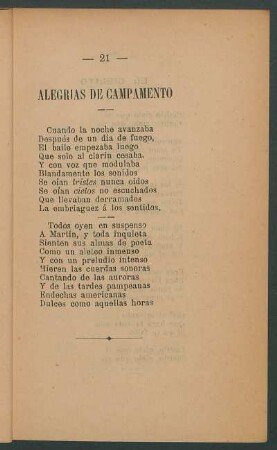 — 21 —
ALEGRIAS DE CAMPAMENTO
Cuando la noche avanzaba
Después de un dia de fuego,
El baile empezaba luego
Que solo al clarin cesaba.
Y con voz que modulaba
Blandamente los sonidos
Se oían tristes nunca oidos
Se oían cielos no escuchados
Que llevaban derramados
La embriaguez á los sentidos.
Todos oyen en suspenso
A Martín, y toda inquieta
Sienten sus almas de poeta
Como un aleteo inmenso
Y con un preludio intenso
Hieren las cuerdas sonoras
Cantando de las auroras
Y de las tardes pampeanas
Endechas americanas
Dulces como aquellas horas